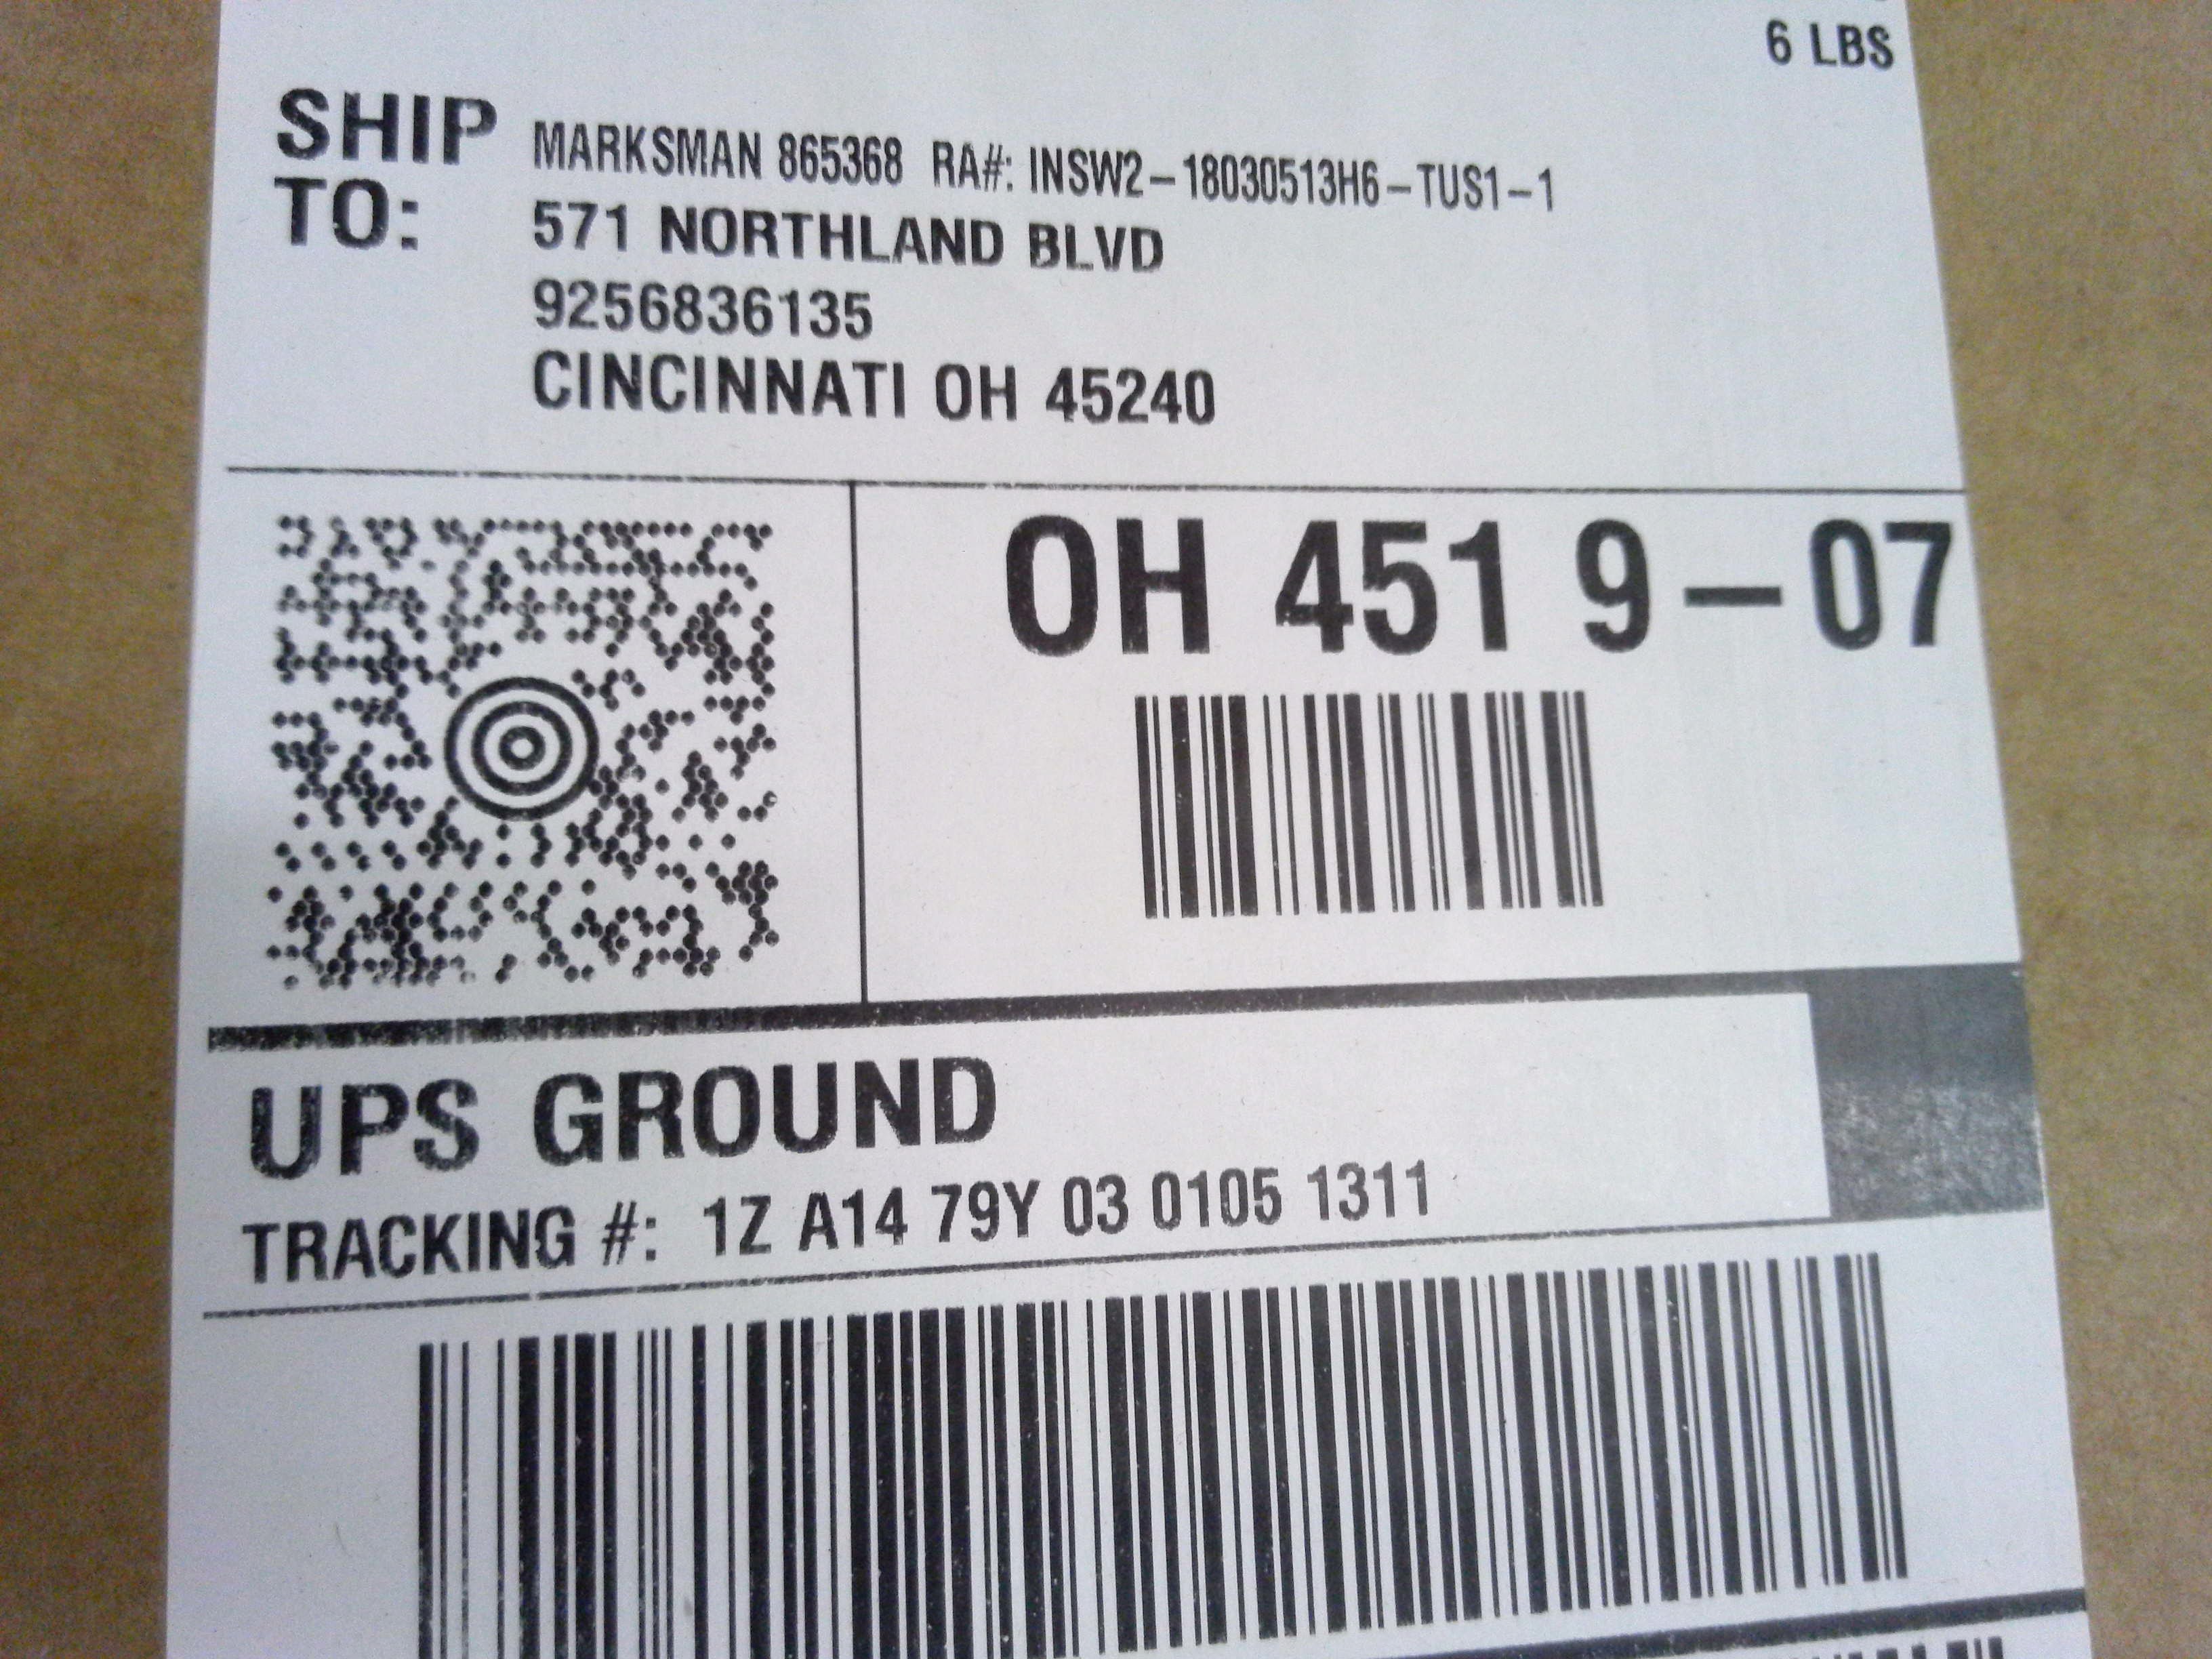 6 LBS
SHIP
TO:
MARKSMAN 865368 RA#: INSW2-18030513H6-TUS1-1
571 NORTHLAND BLVD
9256836135
CINCINNATI OH 45240
OH 451 9-07
UPS GROUND
TRACKING #: 1Z A14 79Y 03 0105 1311